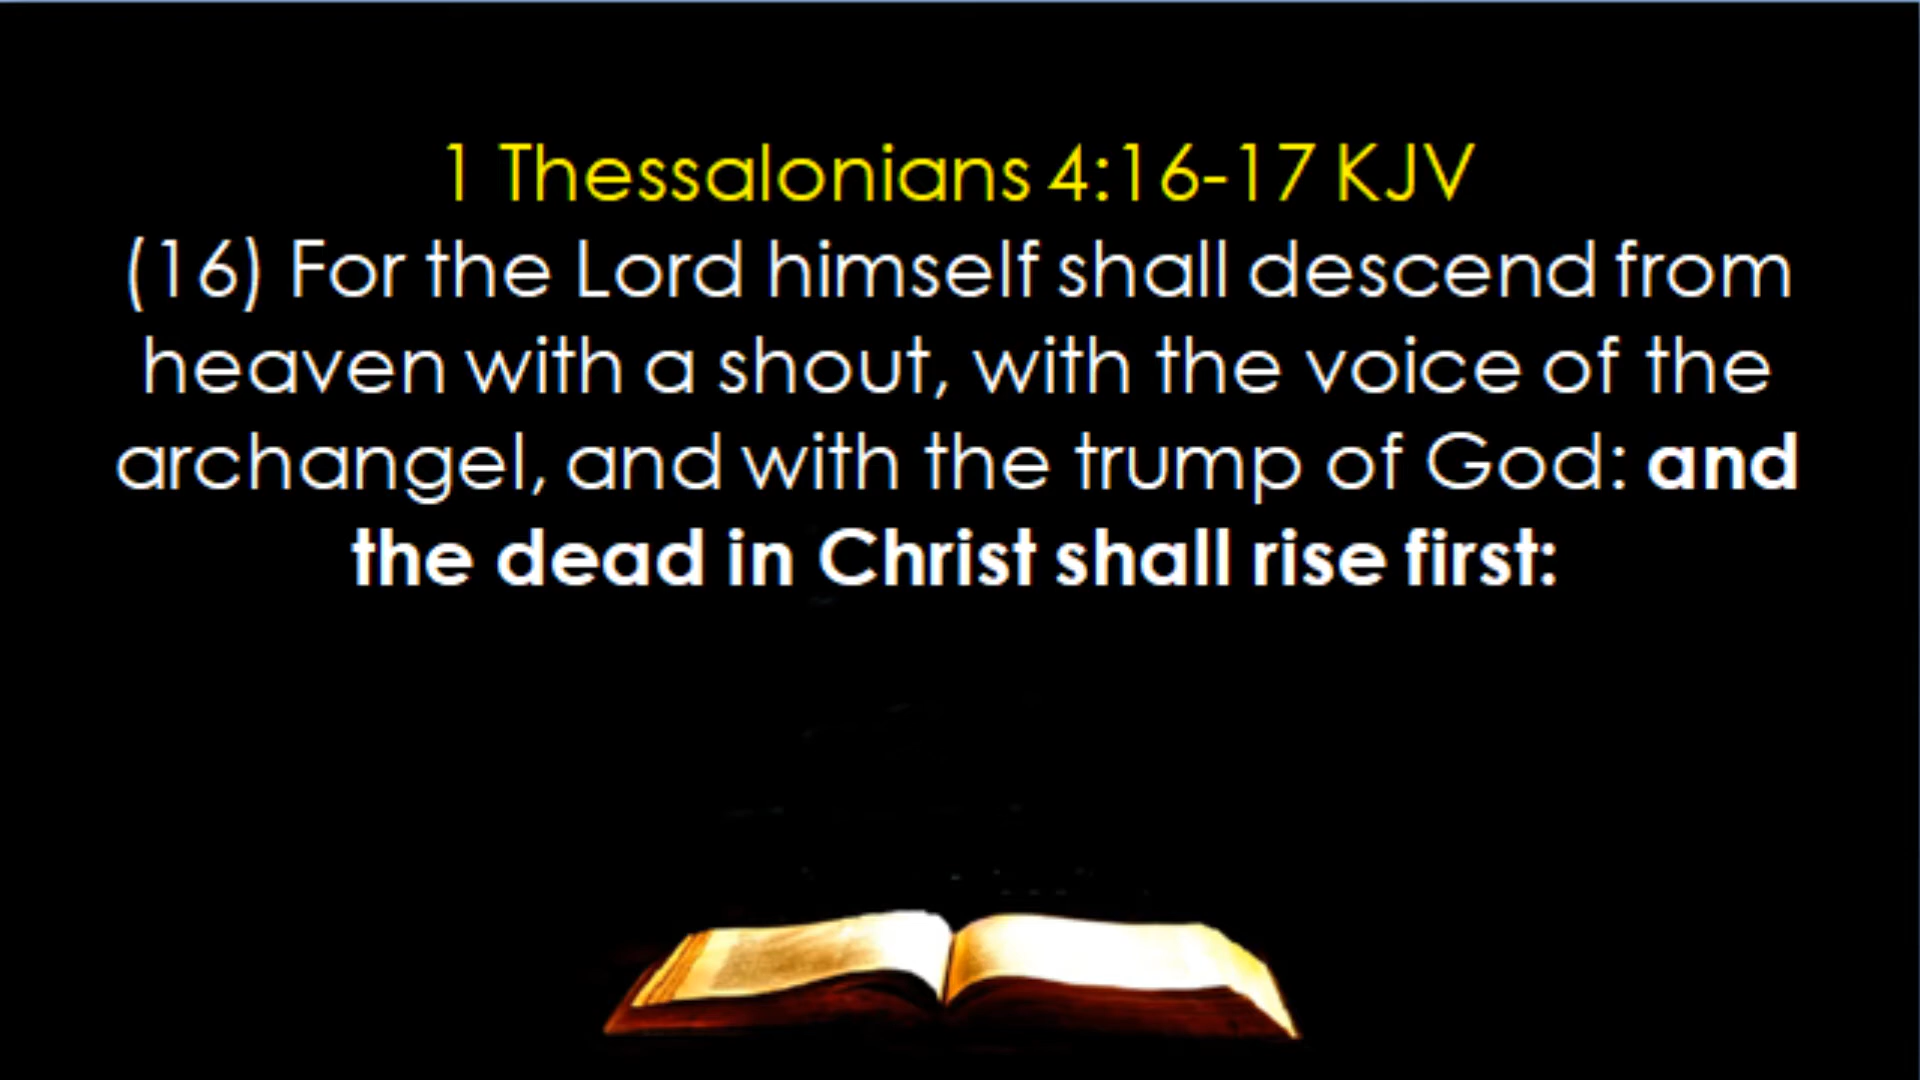 1 Thessalonians 4:16-17 KJV
(16) For the Lord himself shall descend from
heaven with a shout, with the voice of the
archangel, and with the trump of God: and
the dead in Christ shall rise first: